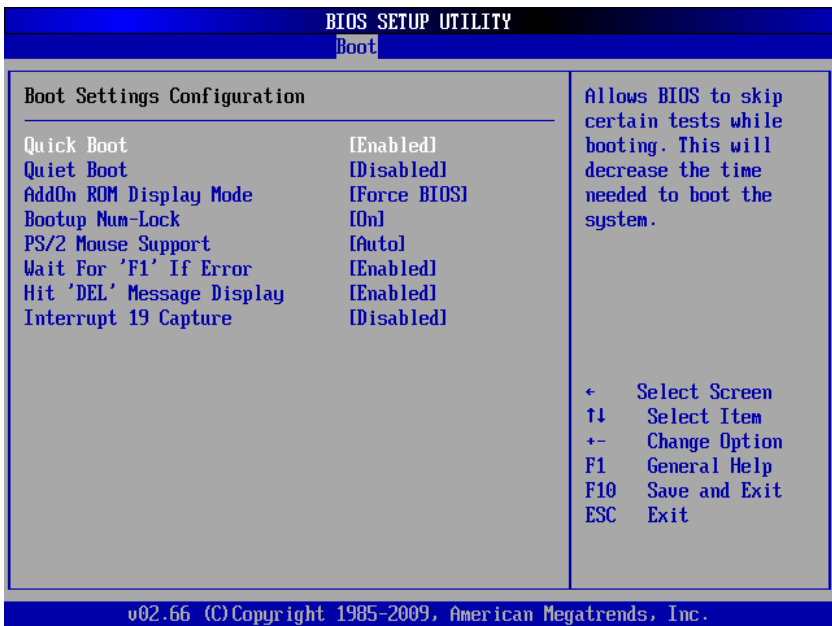 BIOS SETUP UTILITY
Boot
Boot Settings Configuration
Quick Boot [Enabled]
Quiet Boot [Disabled]
AddOn ROM Display Mode [Force BIOS]
Bootup Num-Lock [On]
PS/2 Mouse Support [Auto]
Wait For 'F1' If Error [Enabled]
Hit 'DEL' Message Display [Enabled]
Interrupt 19 Capture [Disabled]
Allows BIOS to skip
certain tests while
booting. This will
decrease the time
needed to boot the
system.
← Select Screen
↑↓ Select Item
+- Change Option
F1 General Help
F10 Save and Exit
ESC Exit
v02.66 (C)Copyright 1985-2009, American Megatrends, Inc.